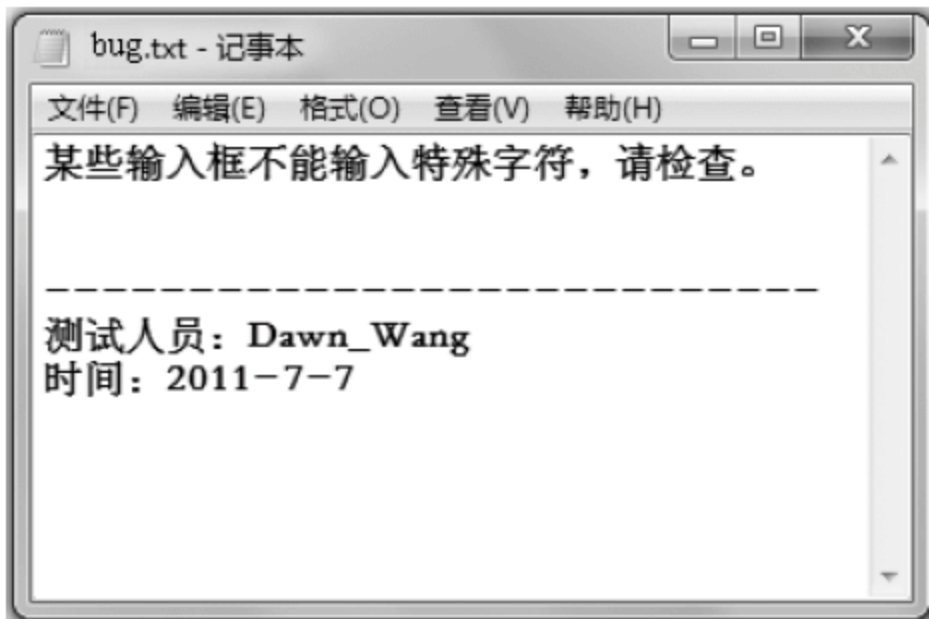 bug.txt - 记事本
文件(F) 编辑(E) 格式(O) 查看(V) 帮助(H)
某些输入框不能输入特殊字符，请检查。
---------------------------
测试人员：Dawn_Wang
时间：2011-7-7